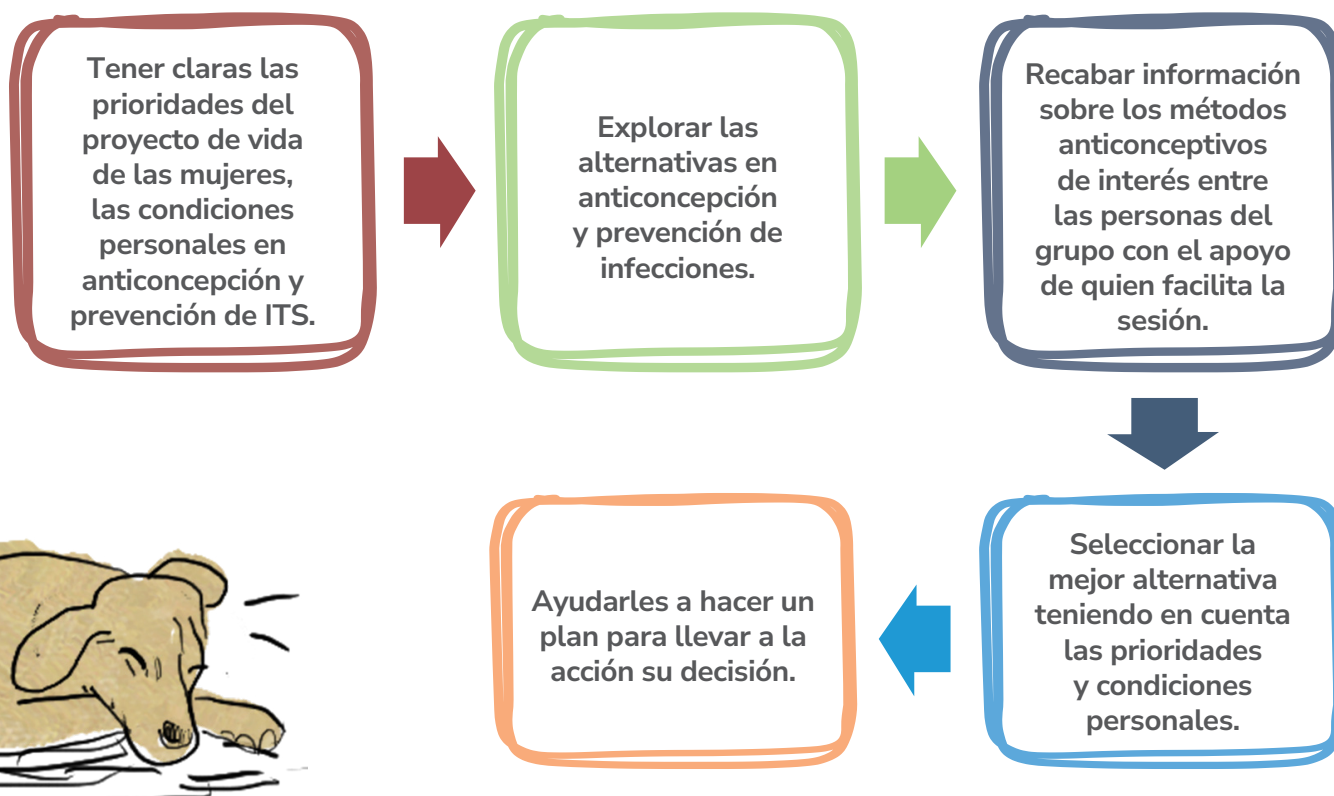 Tener claras las
prioridades del
proyecto de vida
de las mujeres,
las condiciones
personales en
anticoncepción y
prevención de ITS.
Explorar las
alternativas en
anticoncepción
y prevención de
infecciones.
Recabar información
sobre los métodos
anticonceptivos
de interés entre
las personas del
grupo con el apoyo
de quien facilita la
sesión.
Seleccionar la
mejor alternativa
teniendo en cuenta
las prioridades
y condiciones
personales.
Ayudarles a hacer un
plan para llevar a la
acción su decisión.